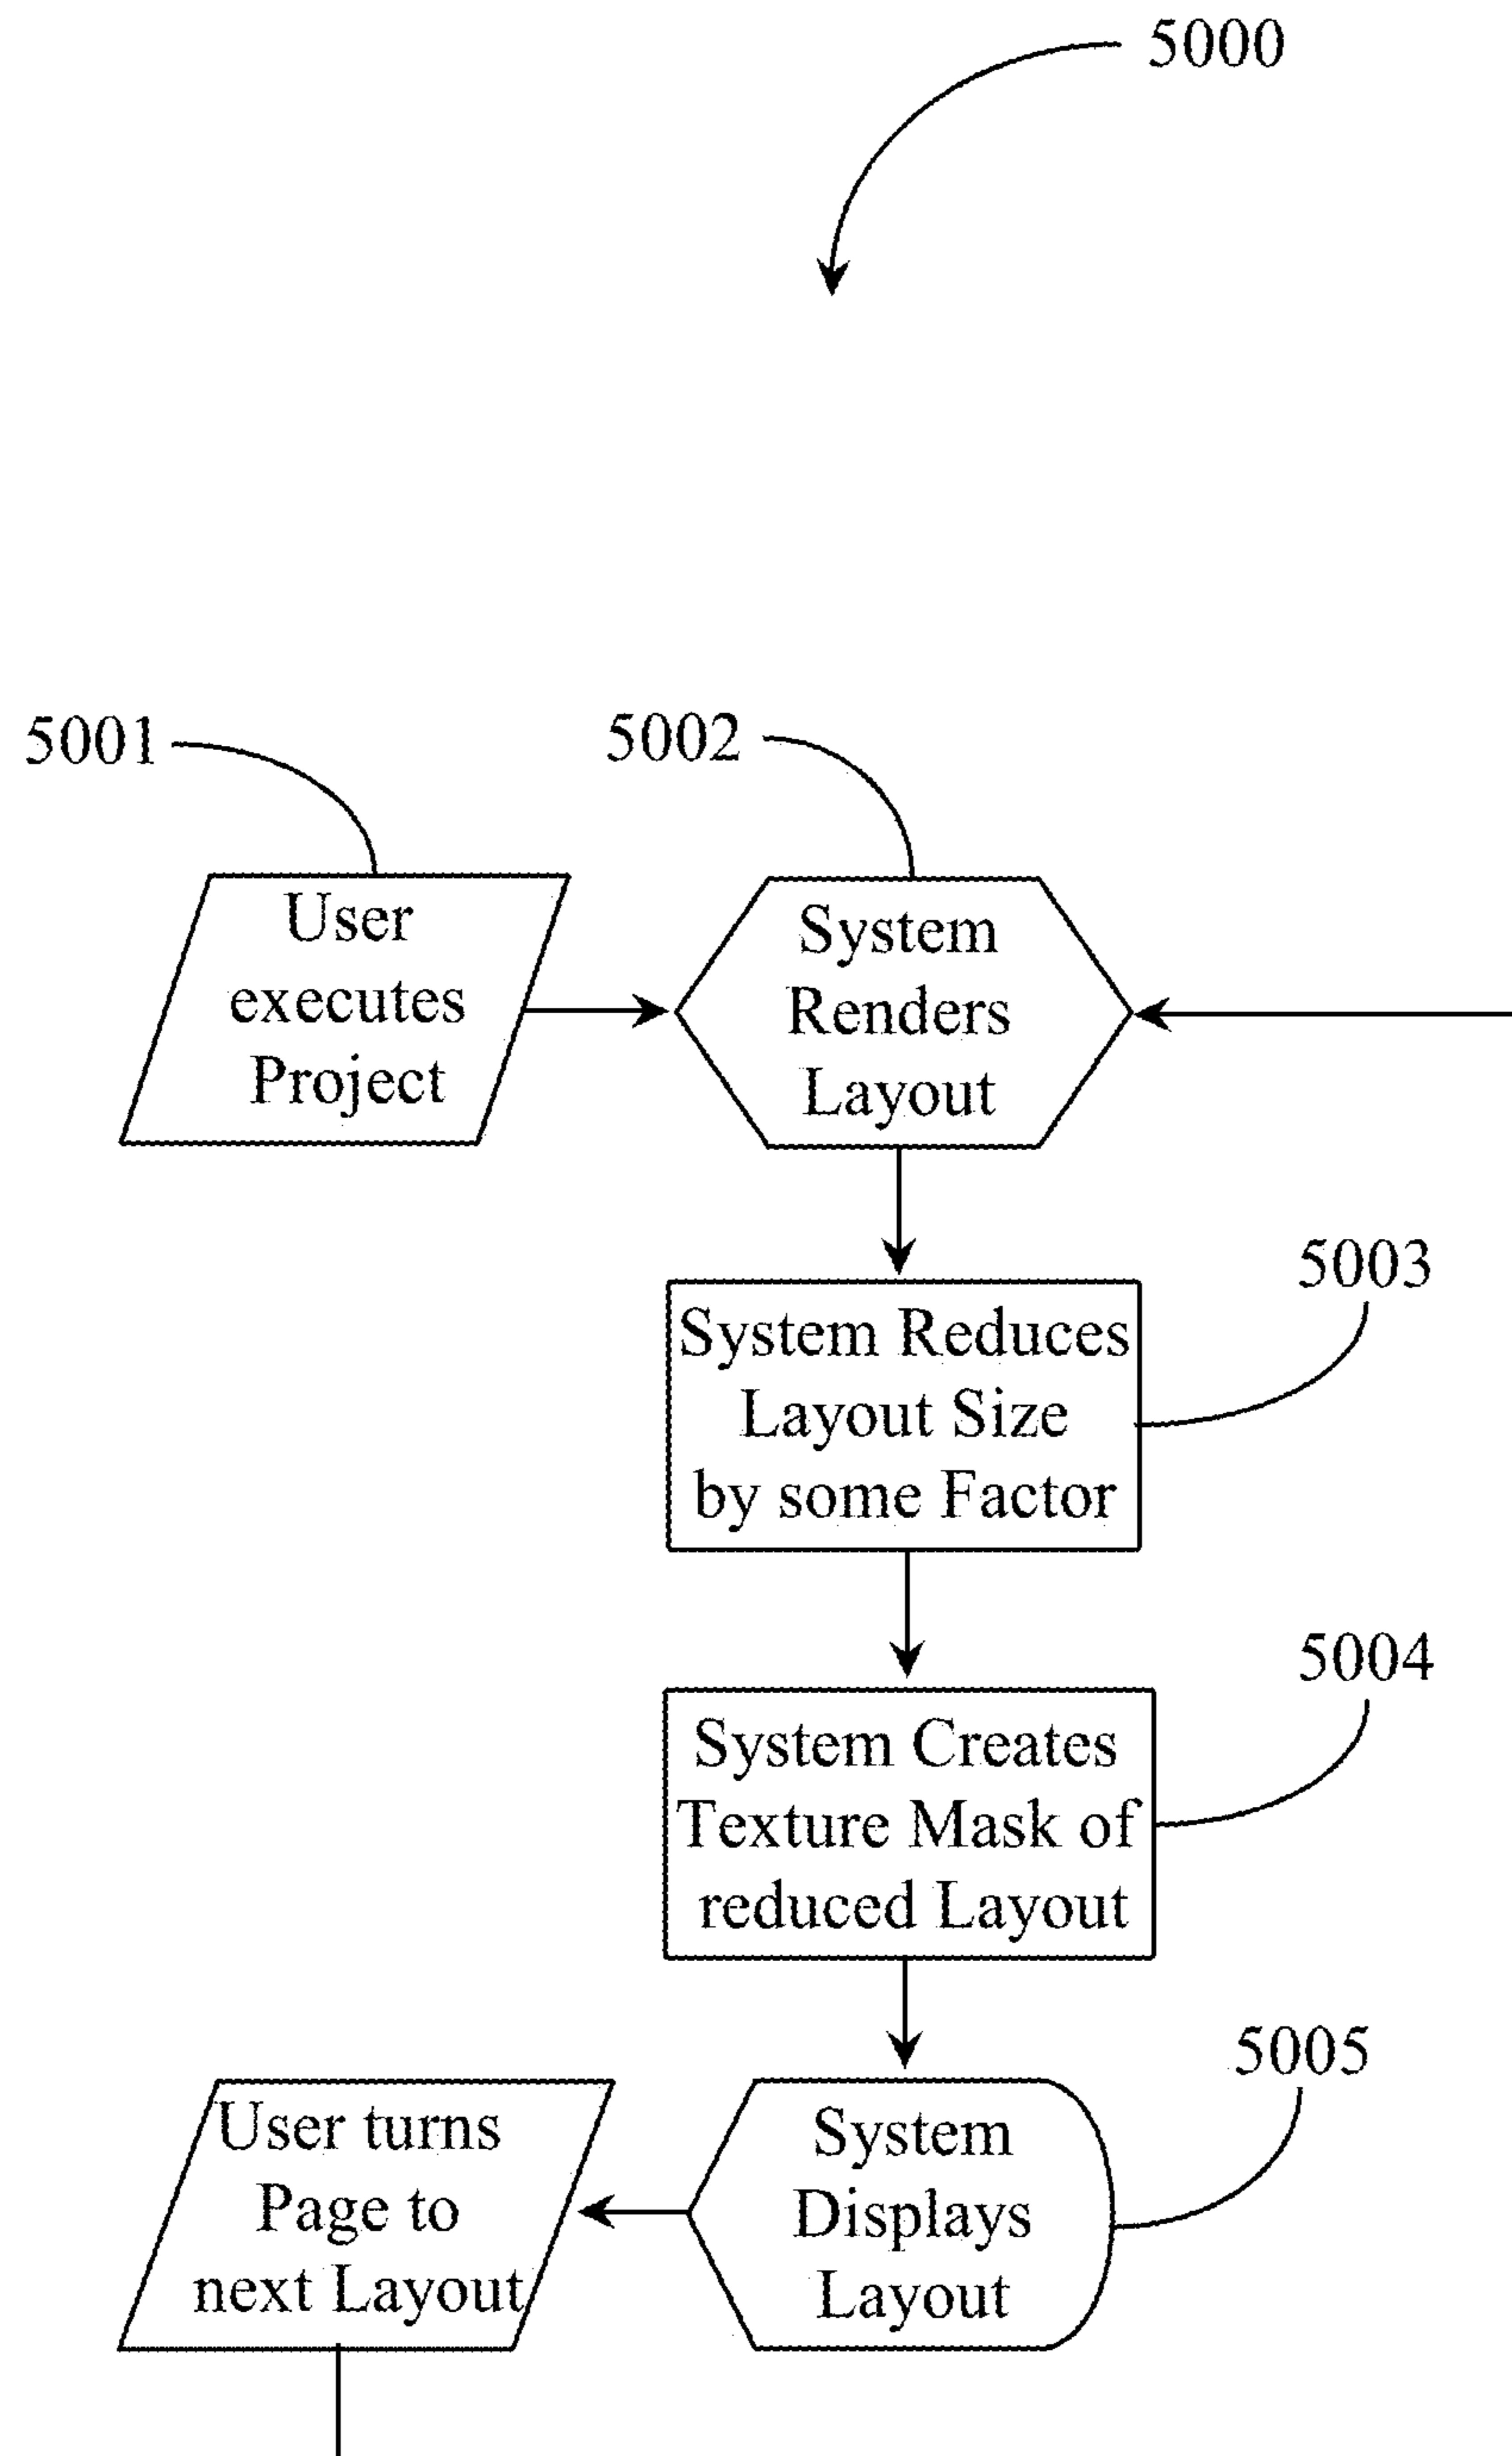 5000
5001
5002
User
executes
Project
System
Renders
Layout
5003
System Reduces
Layout Size
by some Factor
5004
System Creates
Texture Mask of
reduced Layout
5005
User turns
Page to
next Layout
System
Displays
Layout